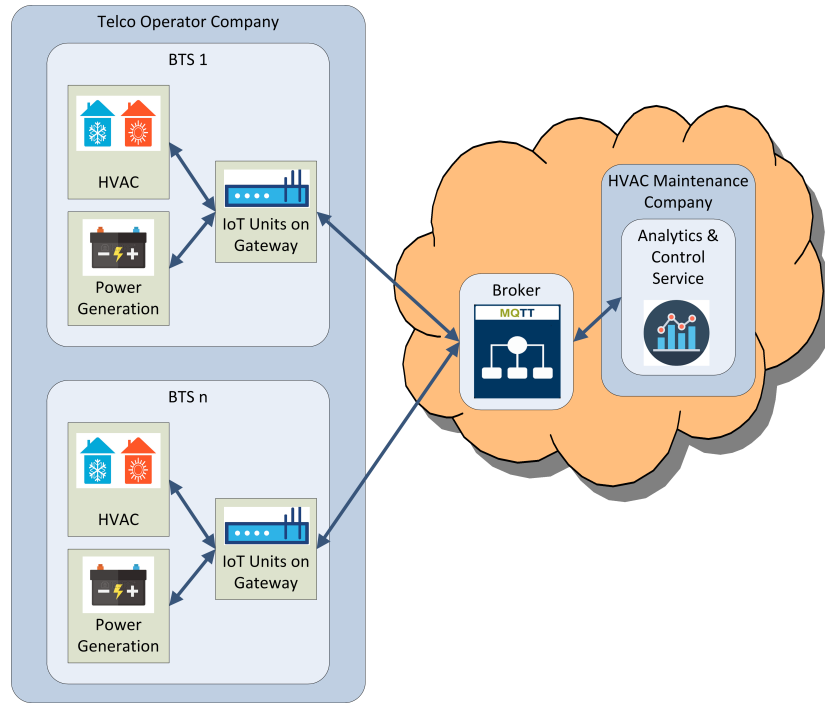 Telco Operator Company
BTS 1
HVAC
IoT Units on
Gateway
Power
Generation
BTS n
HVAC
IoT Units on
Gateway
Power
Generation
Broker
MQTT
HVAC Maintenance
Company
Analytics &
Control
Service